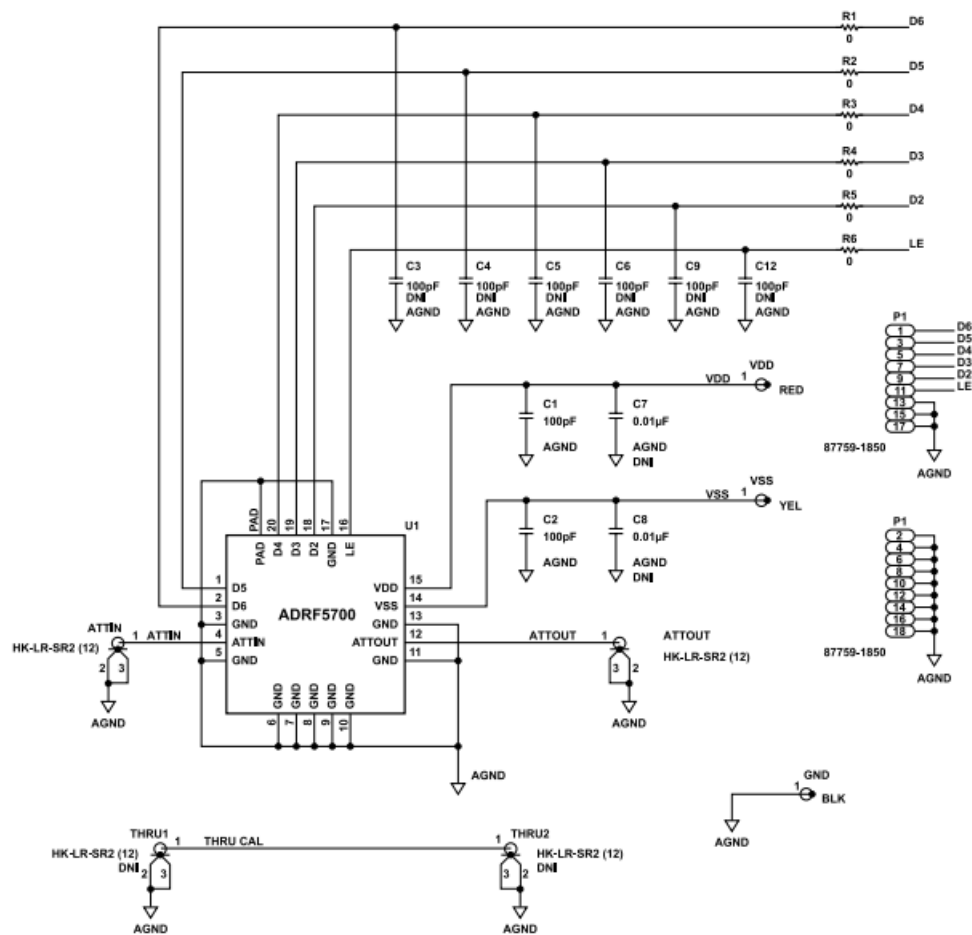 R1
D6
0
R2
D5
0
R3
D4
0
R4
D3
0
R5
D2
0
R6
LE
0
C3
100pF
DNI
AGND
C4
100pF
DNI
AGND
C5
100pF
DNI
AGND
C6
100pF
DNI
AGND
C9
100pF
DNI
AGND
C12
100pF
DNI
AGND
P1
1 D6
3 D5
5 D4
7 D3
9 D2
11 LE
13
15
17
87759-1850
AGND
VDD
VDD 1
RED
C1
100pF
AGND
C7
0.01µF
AGND
DNI
VSS
VSS 1
YEL
C2
100pF
AGND
C8
0.01µF
AGND
DNI
P1
2
4
6
8
10
12
14
16
18
87759-1850
AGND
U1
ADRF5700
PAD 20 19 18 17 16
PAD D4 D3 D2 GND LE
1 D5
2 D6
3 GND
4 ATTIN
5 GND
VDD 15
VSS 14
GND 13
ATTOUT 12
GND 11
GND GND GND GND GND
6 7 8 9 10
ATTIN
1 ATTIN
HK-LR-SR2 (12)
2 3
AGND
ATTOUT 1
ATTOUT
HK-LR-SR2 (12)
3 2
AGND
AGND
GND
1
BLK
AGND
THRU1
1 THRU CAL
HK-LR-SR2 (12)
DNI
2 3
AGND
1 THRU2
HK-LR-SR2 (12)
DNI
3 2
AGND